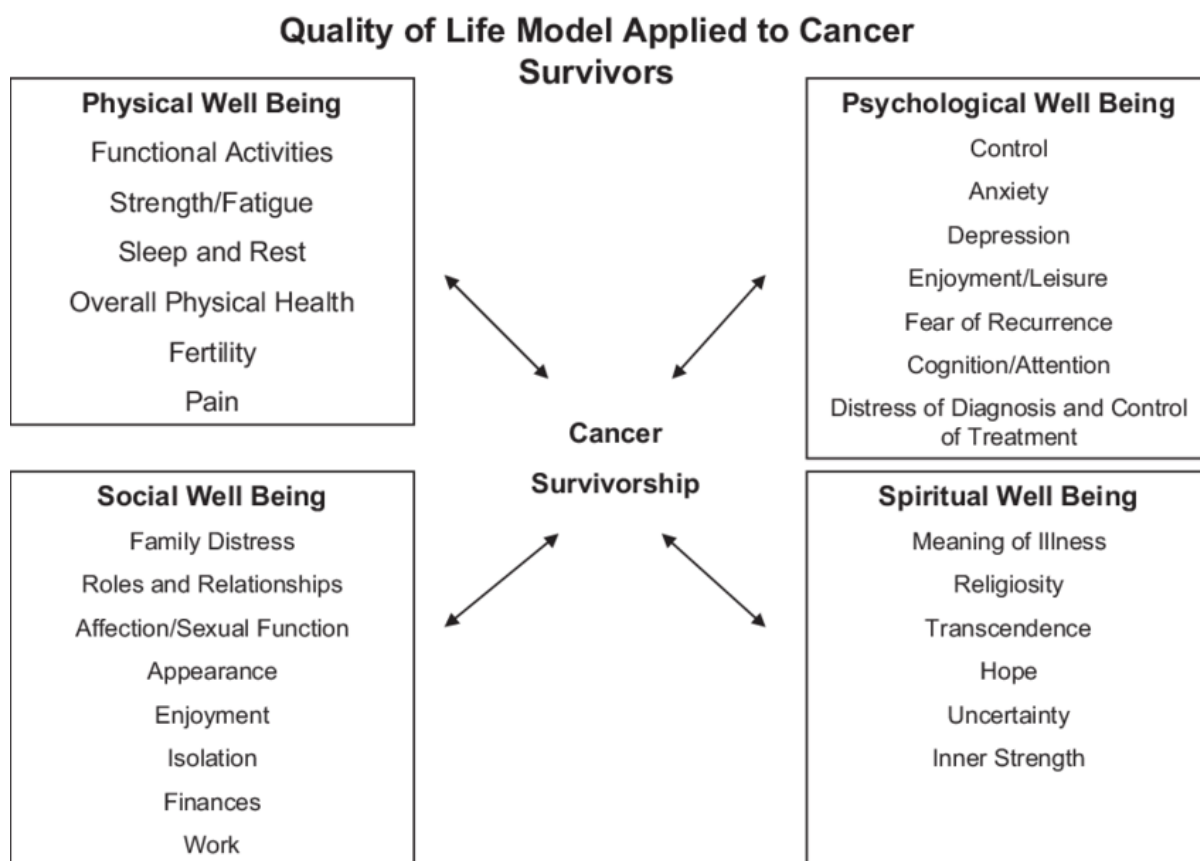 Quality of Life Model Applied to Cancer
Survivors
Physical Well Being
Functional Activities
Strength/Fatigue
Sleep and Rest
Overall Physical Health
Fertility
Pain
Psychological Well Being
Control
Anxiety
Depression
Enjoyment/Leisure
Fear of Recurrence
Cognition/Attention
Distress of Diagnosis and Control
of Treatment
Cancer
Survivorship
Social Well Being
Family Distress
Roles and Relationships
Affection/Sexual Function
Appearance
Enjoyment
Isolation
Finances
Work
Spiritual Well Being
Meaning of Illness
Religiosity
Transcendence
Hope
Uncertainty
Inner Strength